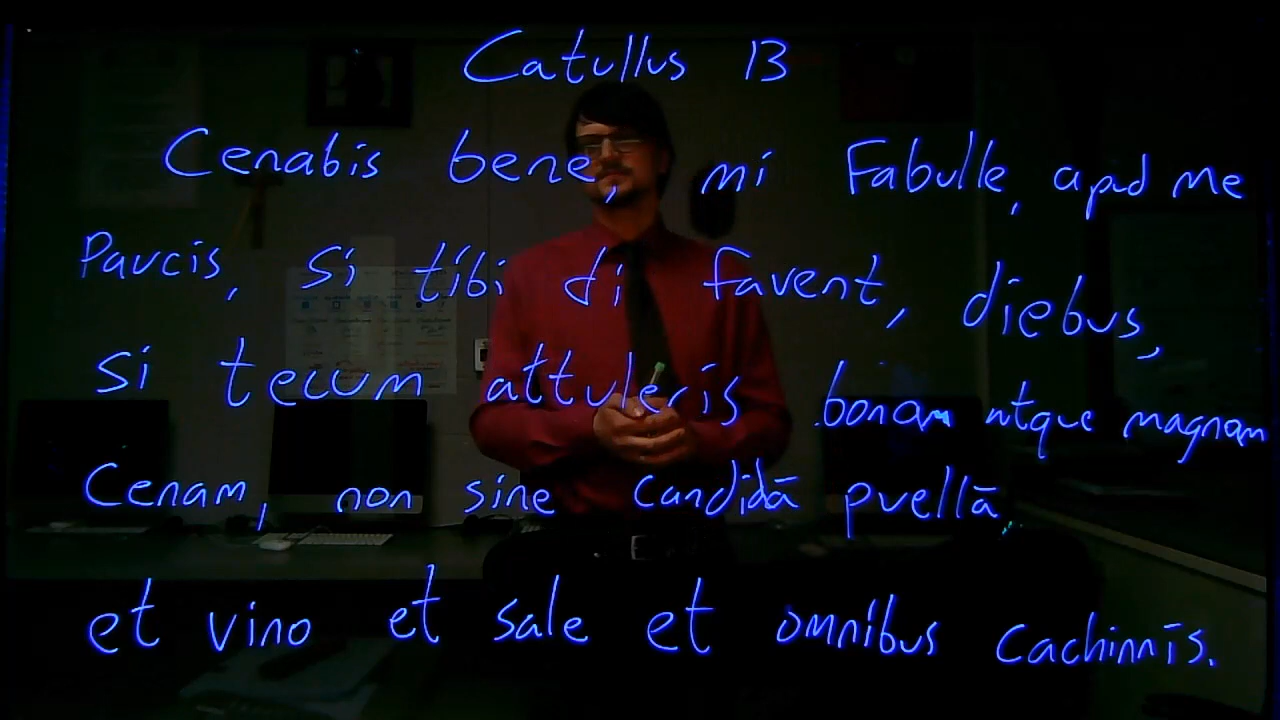 Catullus 13
Cenabis bene, mi Fabulle, apud me
Paucis, si tibi di favent, diebus,
si tecum attuleris bonam atque magnam
Cenam, non sine candidā puellā,
et vino et sale et omnibus cachinnīs.